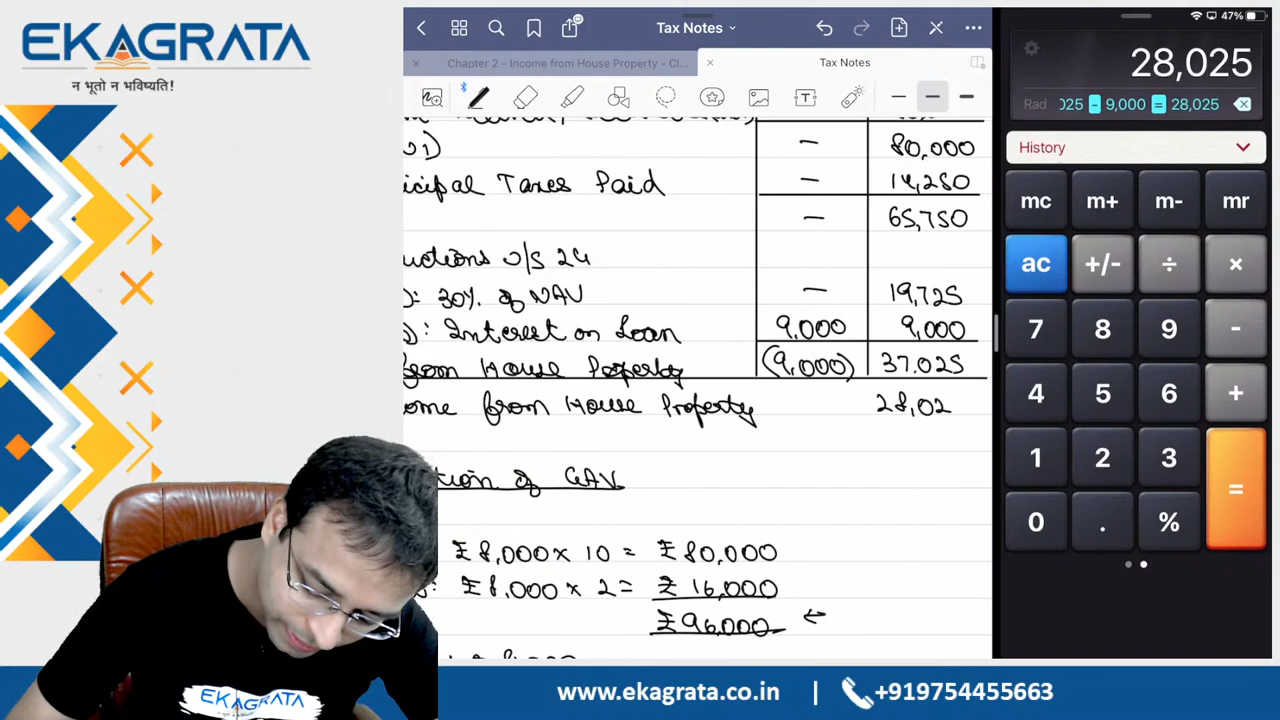 EKAGRATA
न भूतो न भविष्यति!
Tax Notes
Chapter 2 - Income from House Property - Cl...
Tax Notes
47%
28,025
Rad
025 - 9,000 = 28,025
History
mc m+ m- mr
ac +/- ÷ ×
7 8 9 -
4 5 6 +
1 2 3
0 . % =
01) - 80,000
icipal Taxes Paid - 14,250
- 65,750
uctions U/S 24
): 30% of NAV - 19,725
): Interest on Loan 9,000 9,000
from House Property (9,000) 37,025
ome from House Property 28,02
tion of GAV
₹8,000 × 10 = ₹80,000
: ₹8,000 × 2 = ₹16,000
₹96,000 ←
EKAGRATA
www.ekagrata.co.in | +919754455663